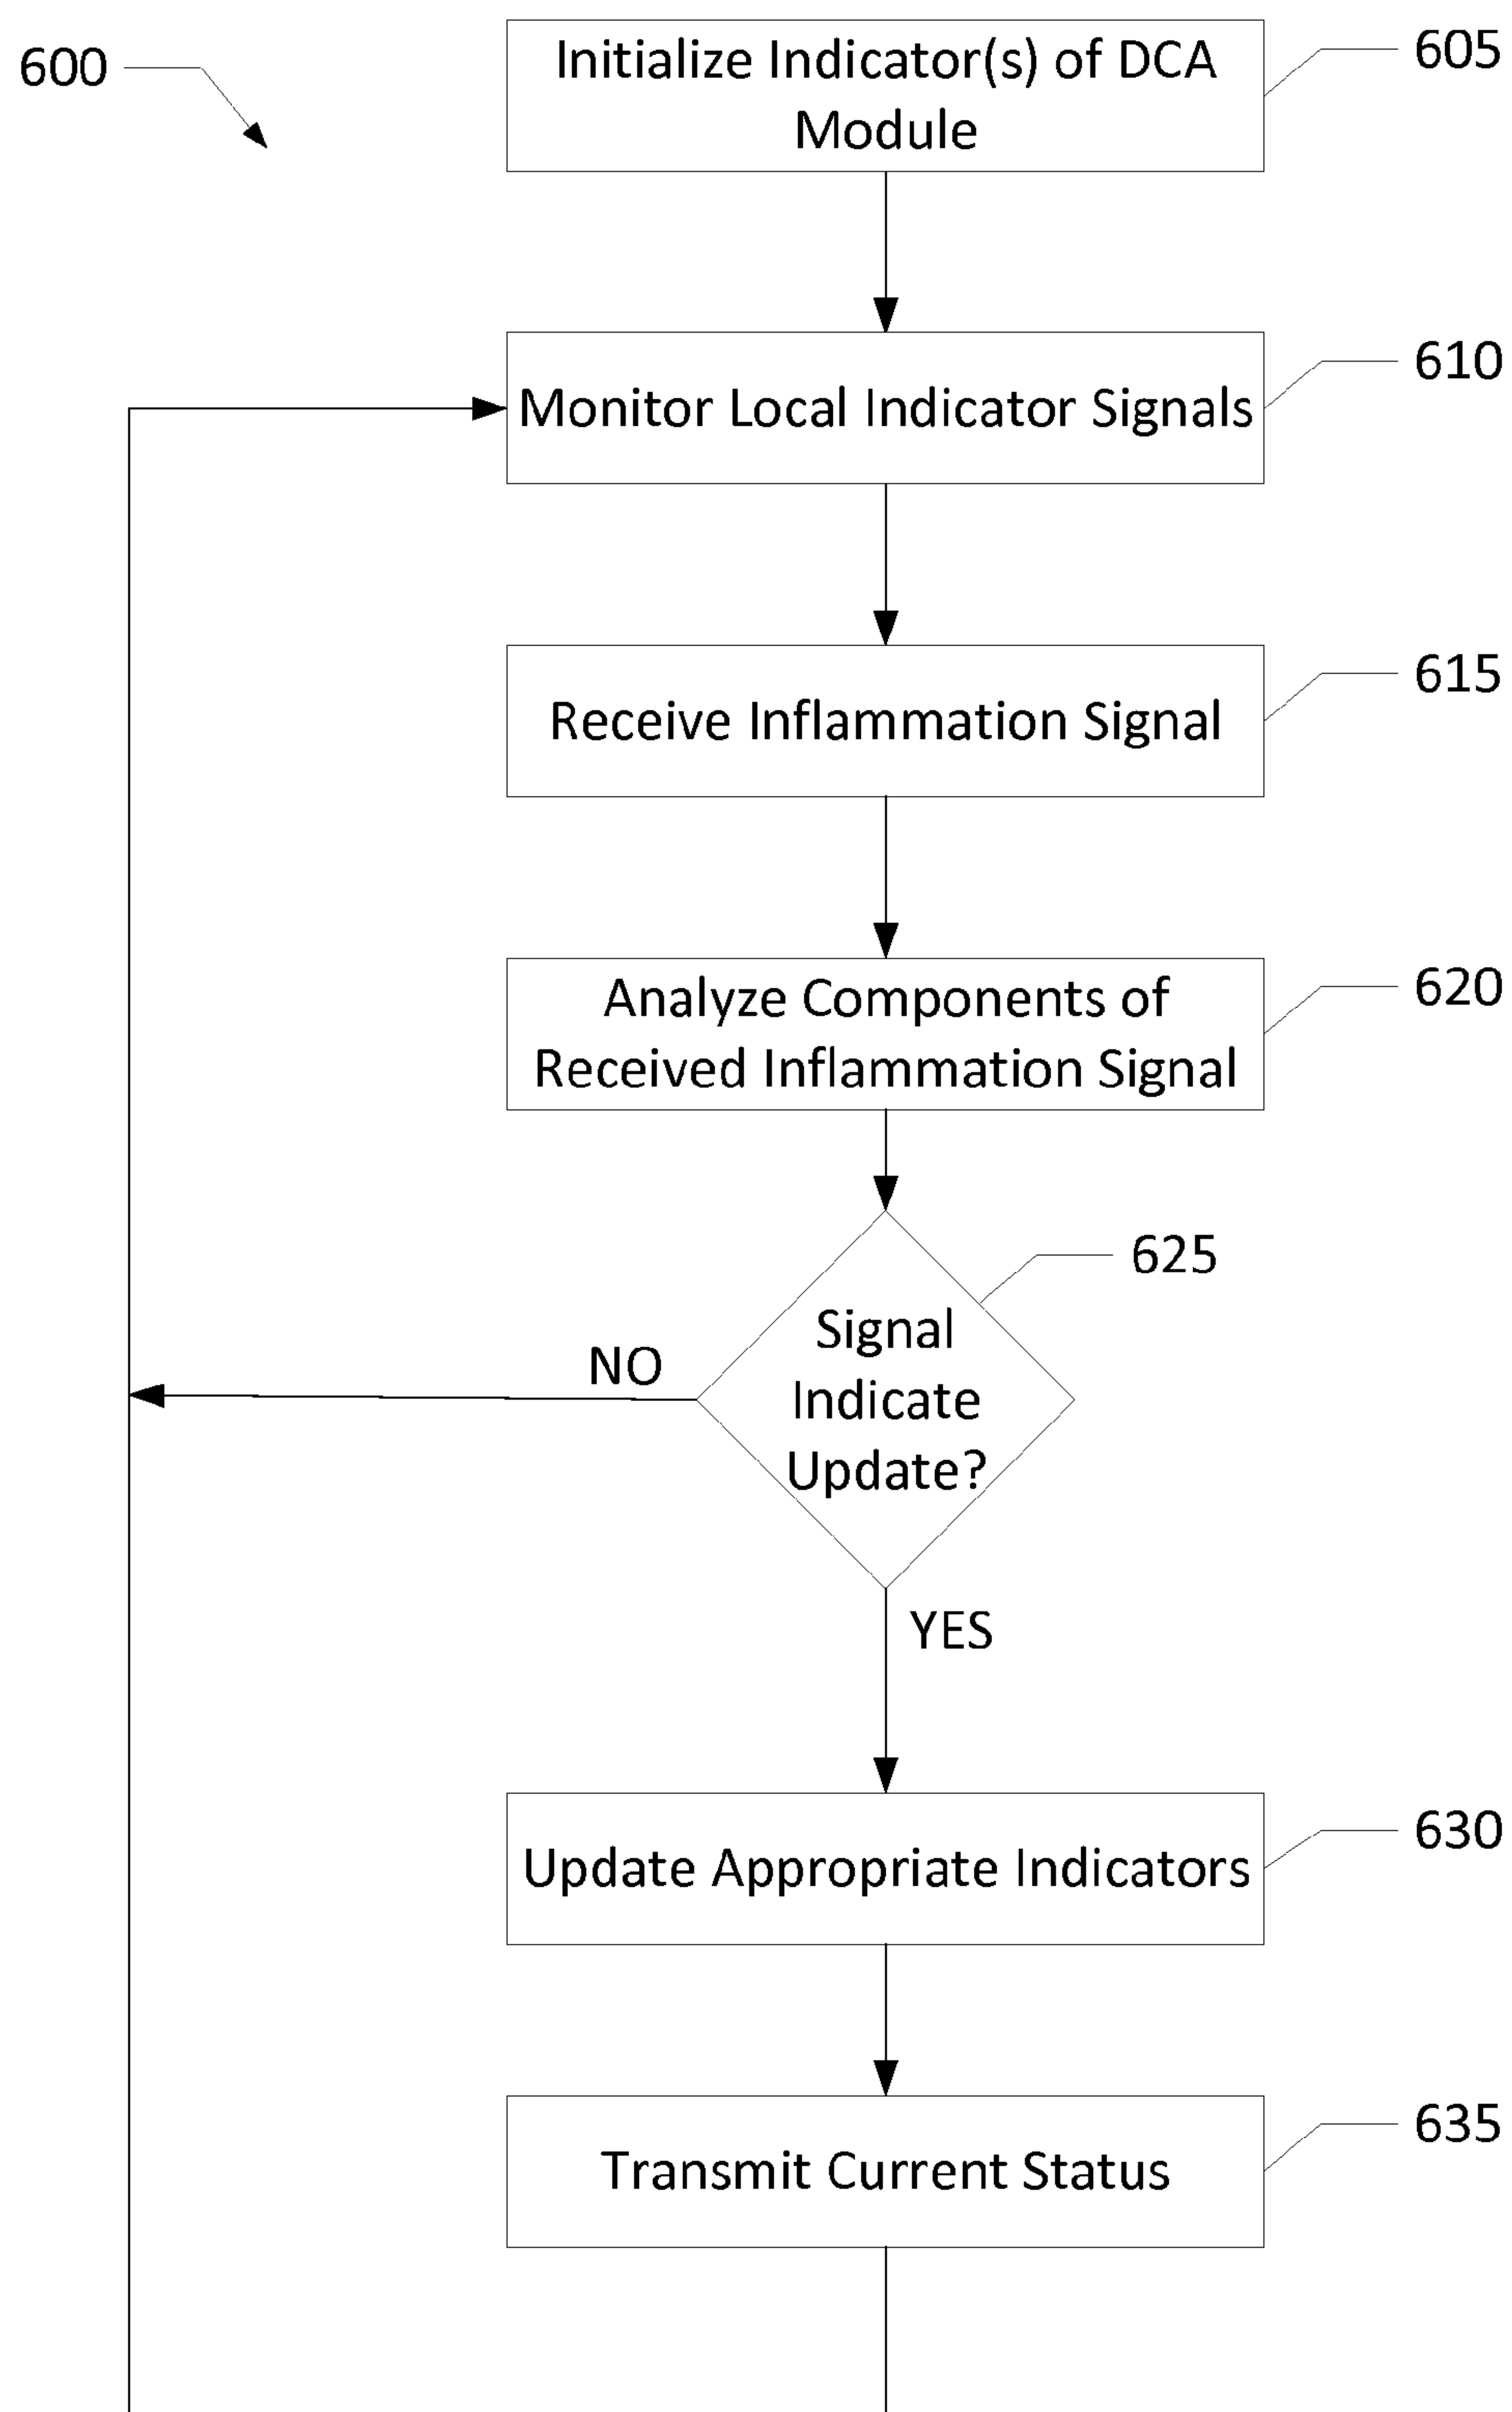 600
Initialize Indicator(s) of DCA
Module
605
Monitor Local Indicator Signals
610
Receive Inflammation Signal
615
Analyze Components of
Received Inflammation Signal
620
Signal
Indicate
Update?
625
NO
YES
Update Appropriate Indicators
630
Transmit Current Status
635